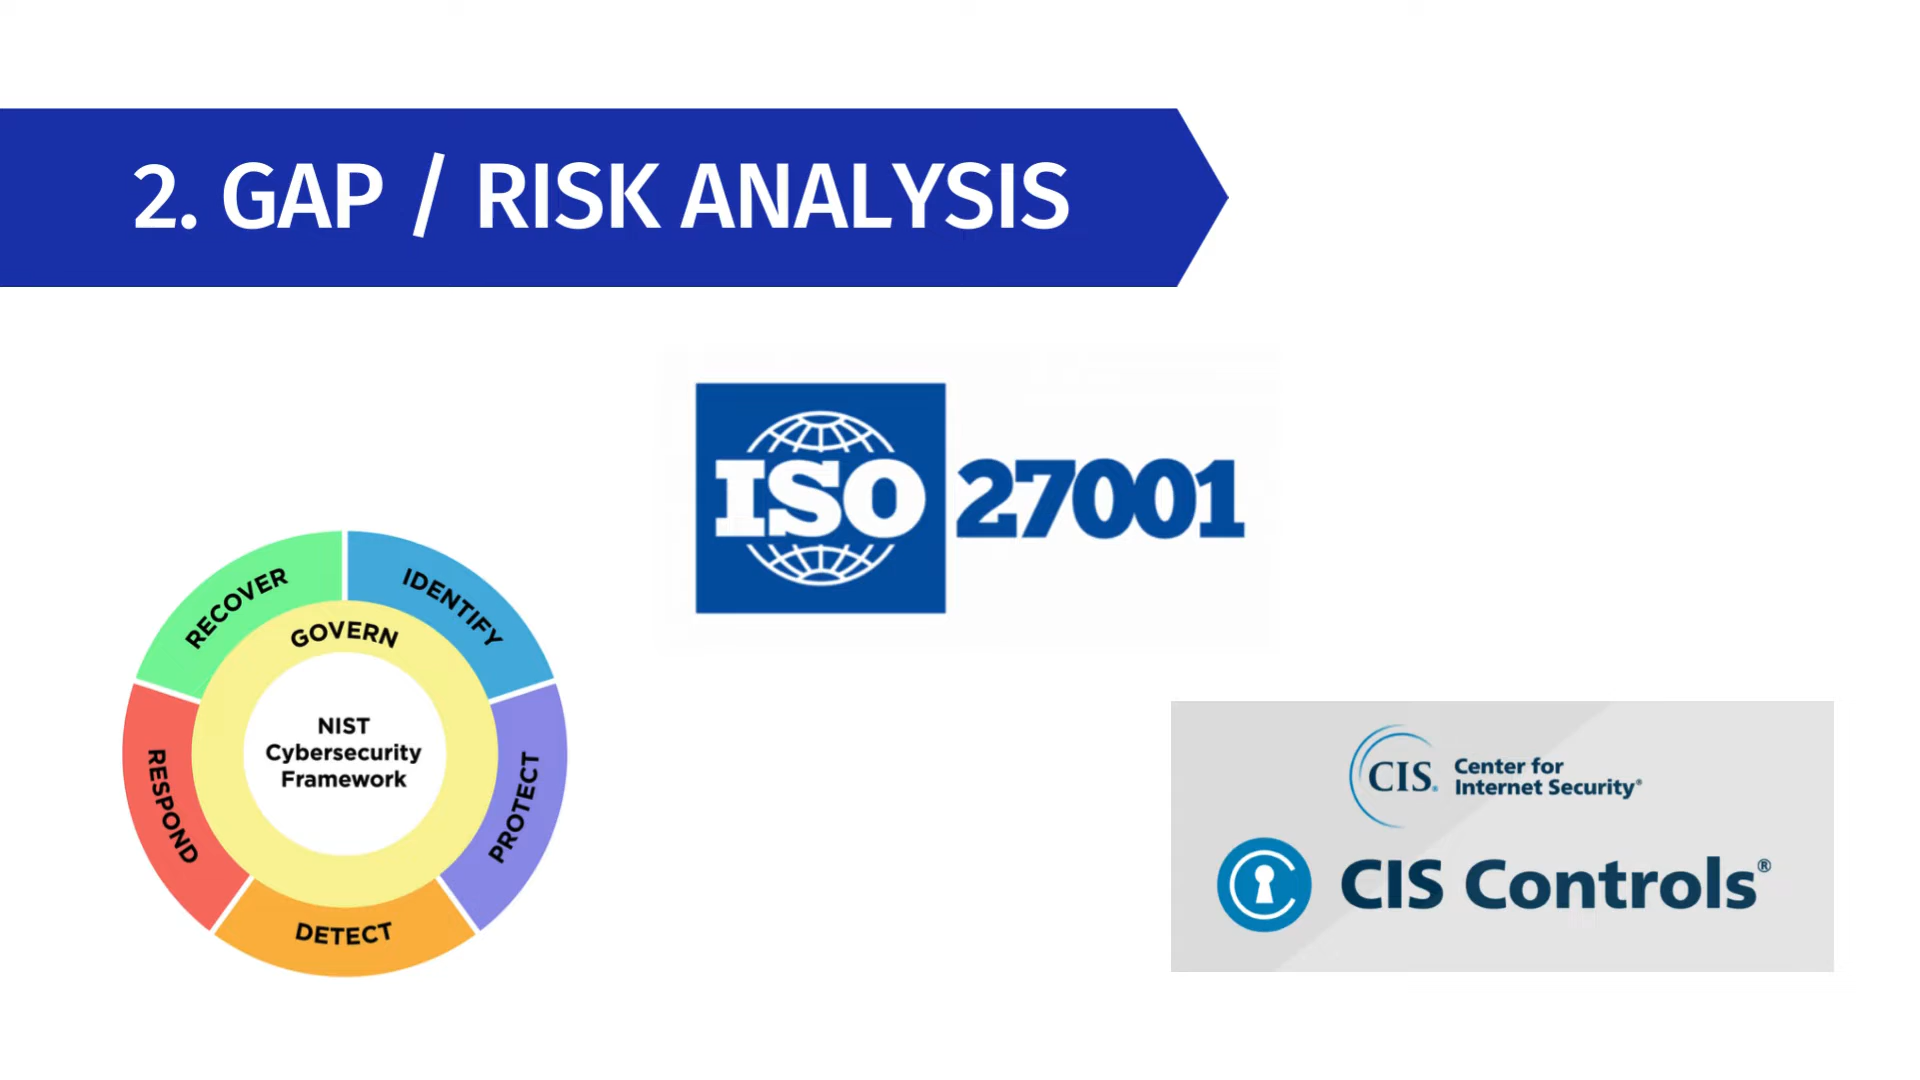 2. GAP / RISK ANALYSIS
ISO 27001
RECOVER
IDENTIFY
GOVERN
NIST
Cybersecurity
Framework
RESPOND
PROTECT
DETECT
CIS. Center for
Internet Security®
CIS Controls®